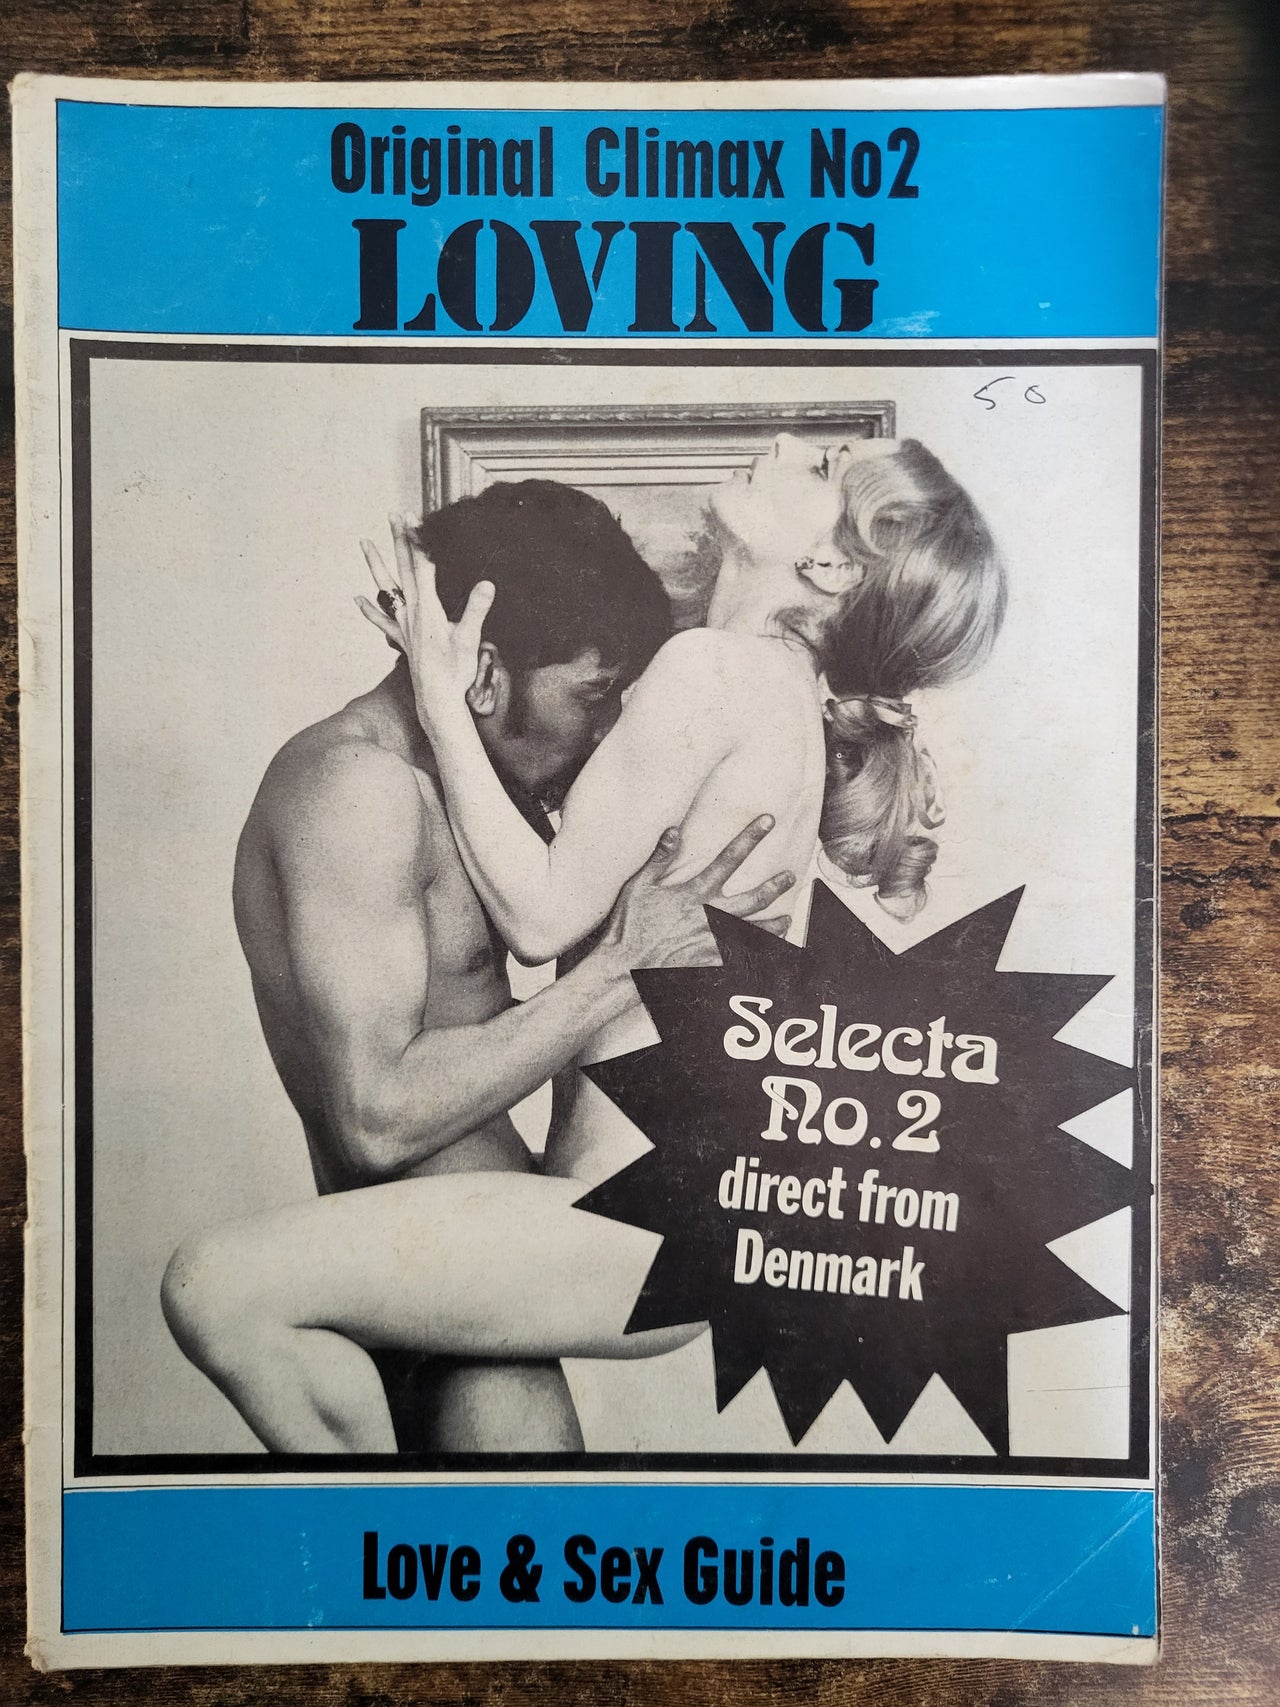 Original Climax No2
LOVING
50
Selecta
No. 2
direct from
Denmark
Love & Sex Guide